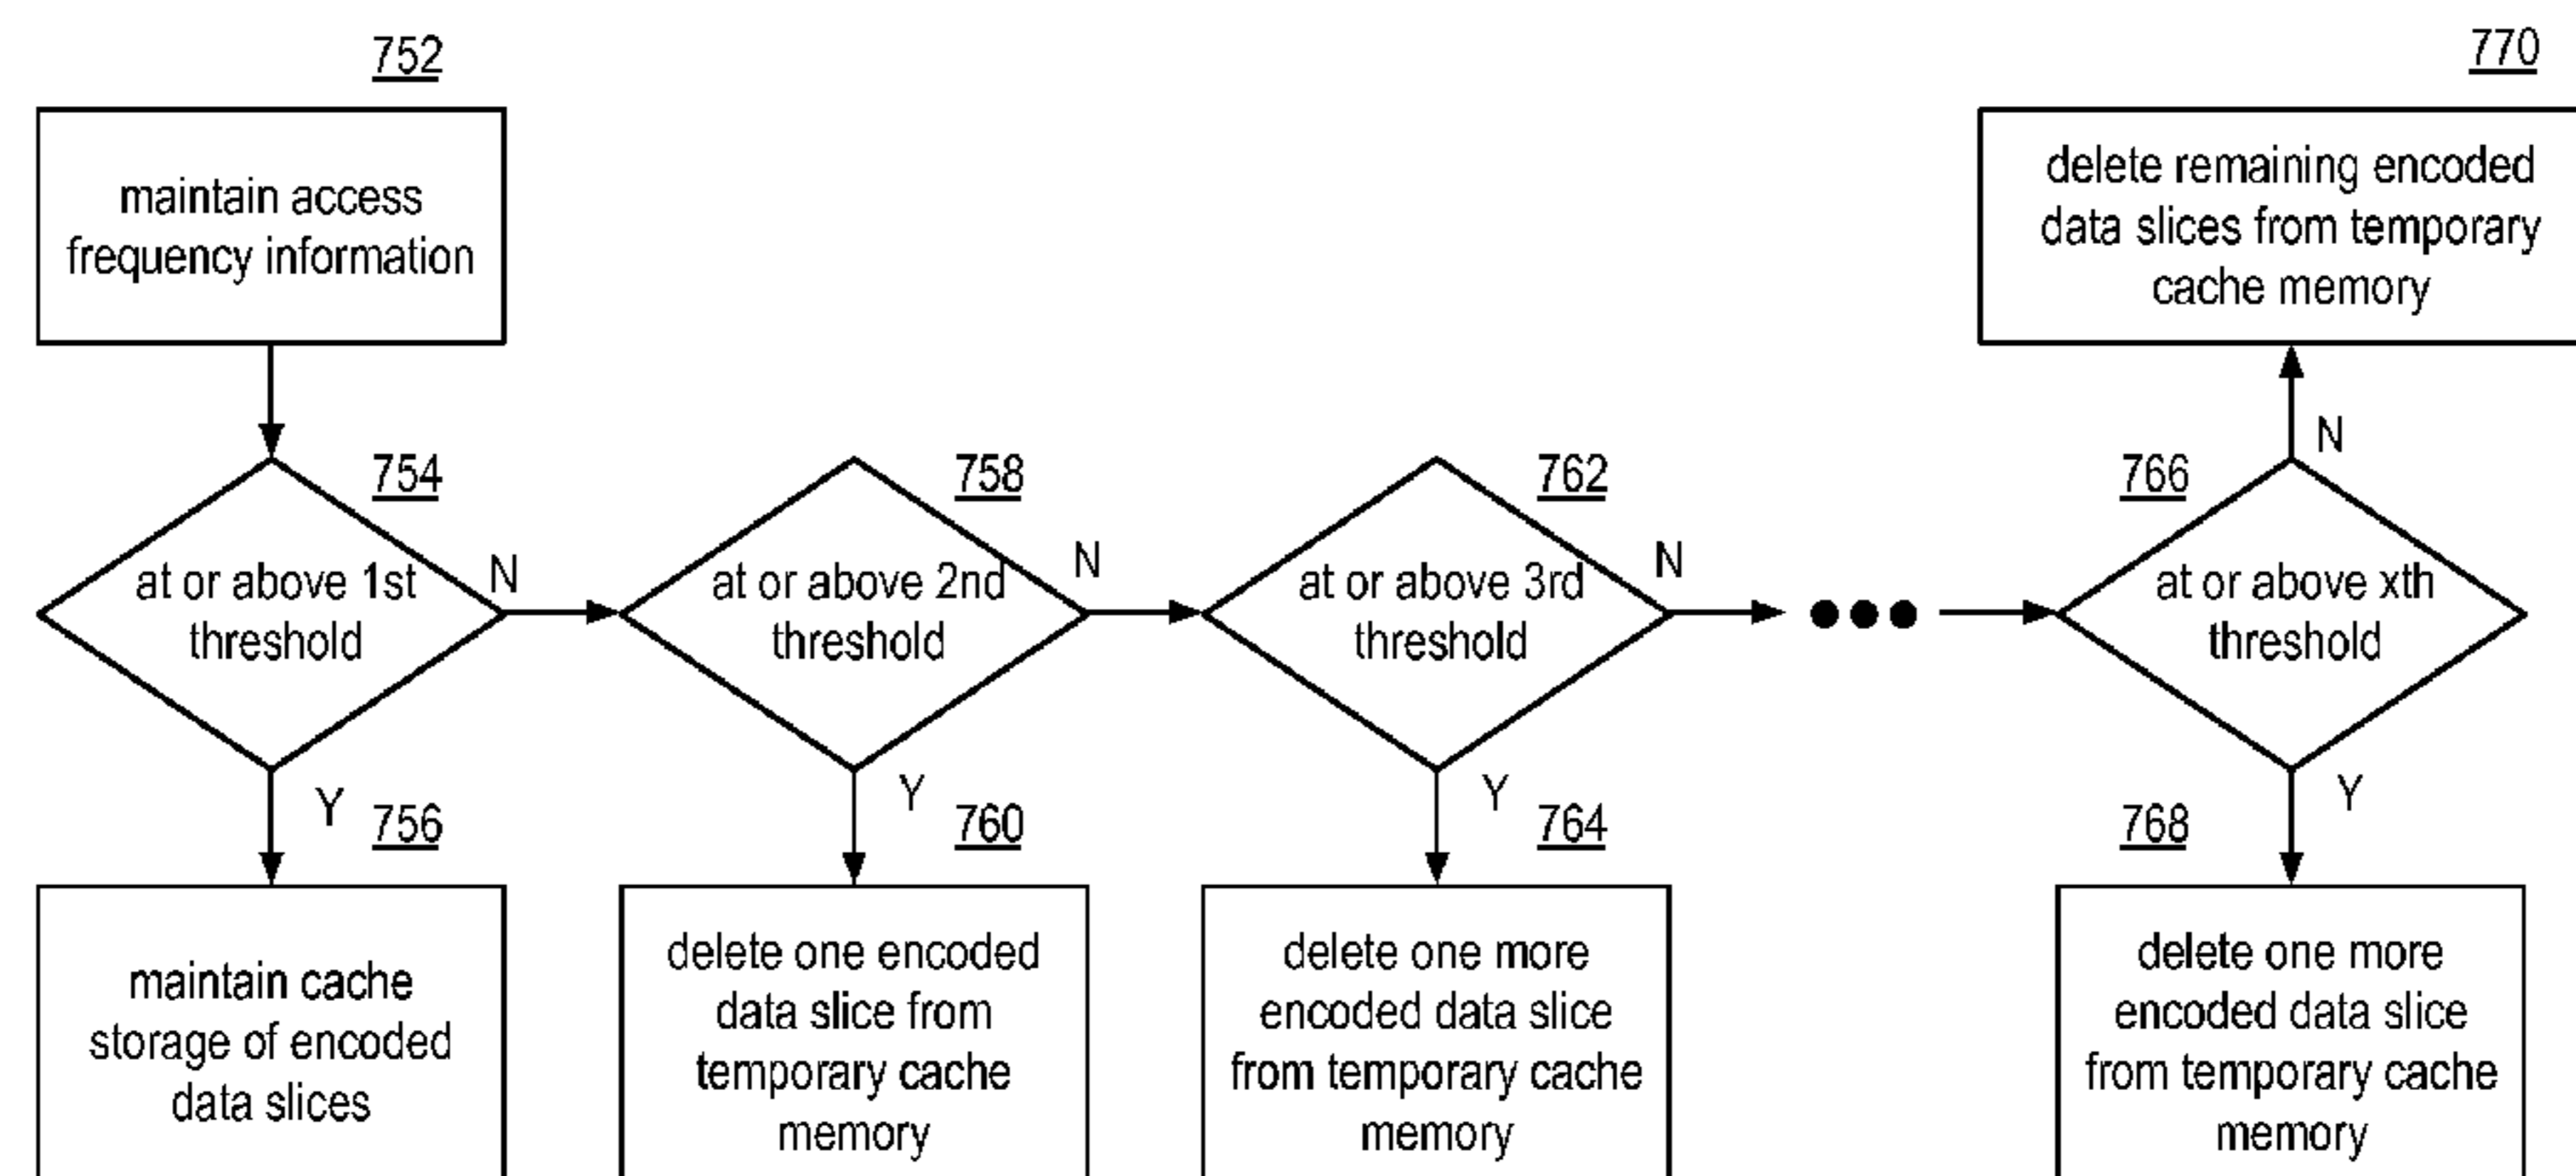 752
770
maintain access
frequency information
delete remaining encoded
data slices from temporary
cache memory
N
754
758
762
766
at or above 1st
threshold
N
at or above 2nd
threshold
N
at or above 3rd
threshold
N
at or above xth
threshold
Y
756
Y
760
Y
764
Y
768
maintain cache
storage of encoded
data slices
delete one encoded
data slice from
temporary cache
memory
delete one more
encoded data slice
from temporary cache
memory
delete one more
encoded data slice
from temporary cache
memory